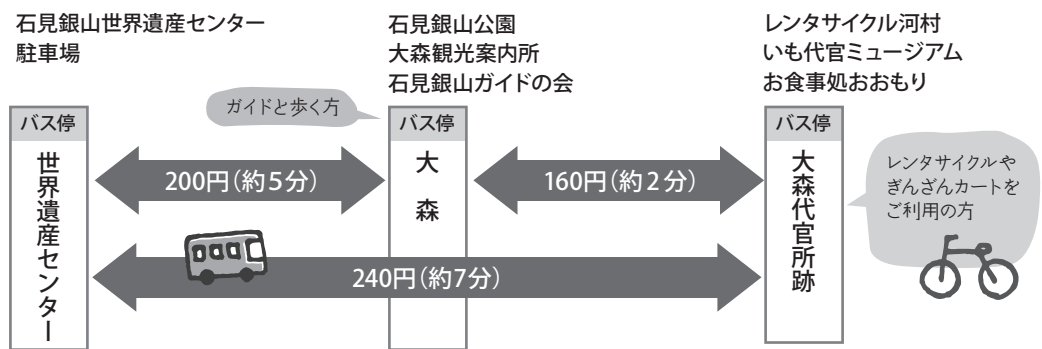 石見銀山世界遺産センター
駐車場
石見銀山公園
大森観光案内所
石見銀山ガイドの会
レンタサイクル河村
いも代官ミュージアム
お食事処おおもり
ガイドと歩く方
バス停
世界遺産センター
バス停
大森
バス停
大森代官所跡
200円(約5分)
160円(約2分)
240円(約7分)
レンタサイクルや
ぎんざんカートを
ご利用の方